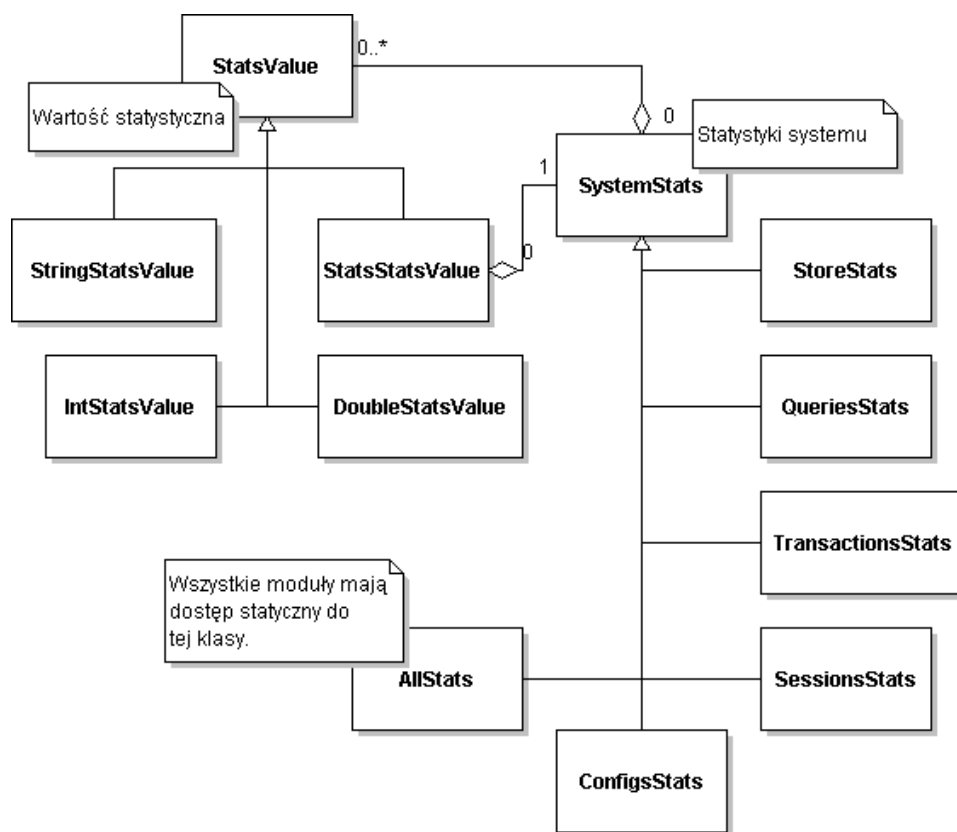 StatsValue
0..*
Wartość statystyczna
0
Statystyki systemu
1
SystemStats
StringStatsValue
StatsStatsValue
0
StoreStats
IntStatsValue
DoubleStatsValue
QueriesStats
TransactionsStats
Wszystkie moduły mają
dostęp statyczny do
tej klasy.
AllStats
SessionsStats
ConfigsStats